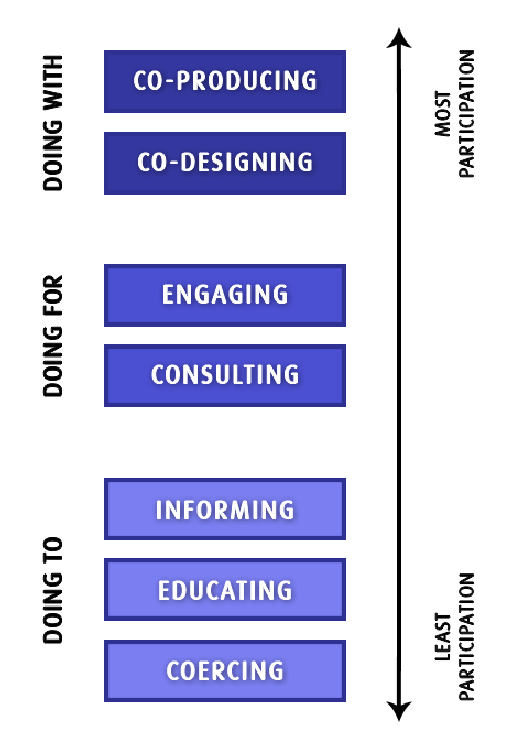 DOING WITH
CO-PRODUCING
CO-DESIGNING
MOST
PARTICIPATION
DOING FOR
ENGAGING
CONSULTING
DOING TO
INFORMING
EDUCATING
COERCING
LEAST
PARTICIPATION